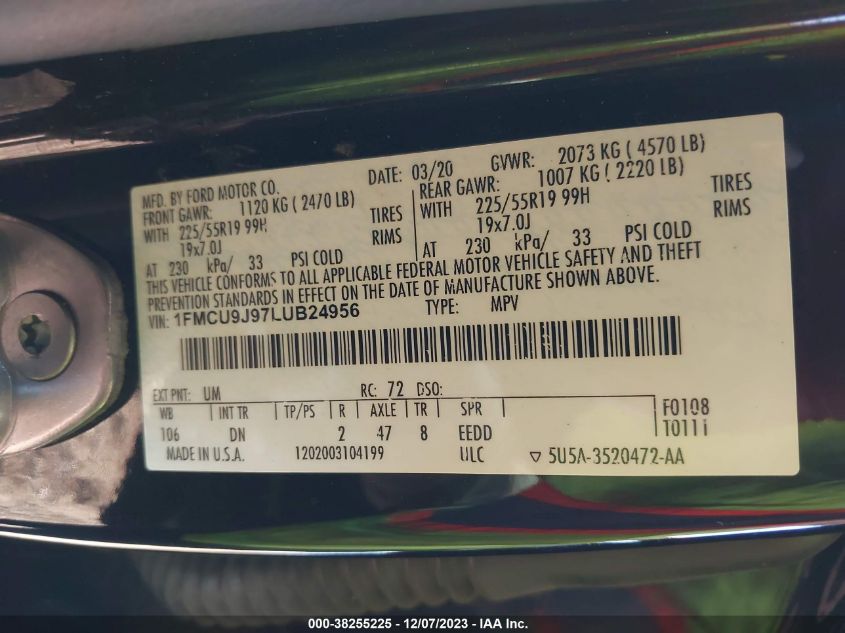 MFD. BY FORD MOTOR CO. DATE: 03/20 GVWR: 2073 KG ( 4570 LB)
FRONT GAWR: 1120 KG ( 2470 LB) REAR GAWR: 1007 KG ( 2220 LB)
WITH 225/55R19 99H TIRES WITH 225/55R19 99H TIRES
19x7.0J RIMS 19x7.0J RIMS
AT 230 kPa/ 33 PSI COLD AT 230 kPa/ 33 PSI COLD
THIS VEHICLE CONFORMS TO ALL APPLICABLE FEDERAL MOTOR VEHICLE SAFETY AND THEFT
PREVENTION STANDARDS IN EFFECT ON THE DATE OF MANUFACTURE SHOWN ABOVE.
VIN: 1FMCU9J97LUB24956 TYPE: MPV
EXT PNT: UM RC: 72 DSO:
WB INT TR TP/PS R AXLE TR SPR F0108
106 DN 2 47 8 EEDD T0111
MADE IN U.S.A. 1202003104199 ULC ▽ 5U5A-3520472-AA
000-38255225 - 12/07/2023 - IAA Inc.